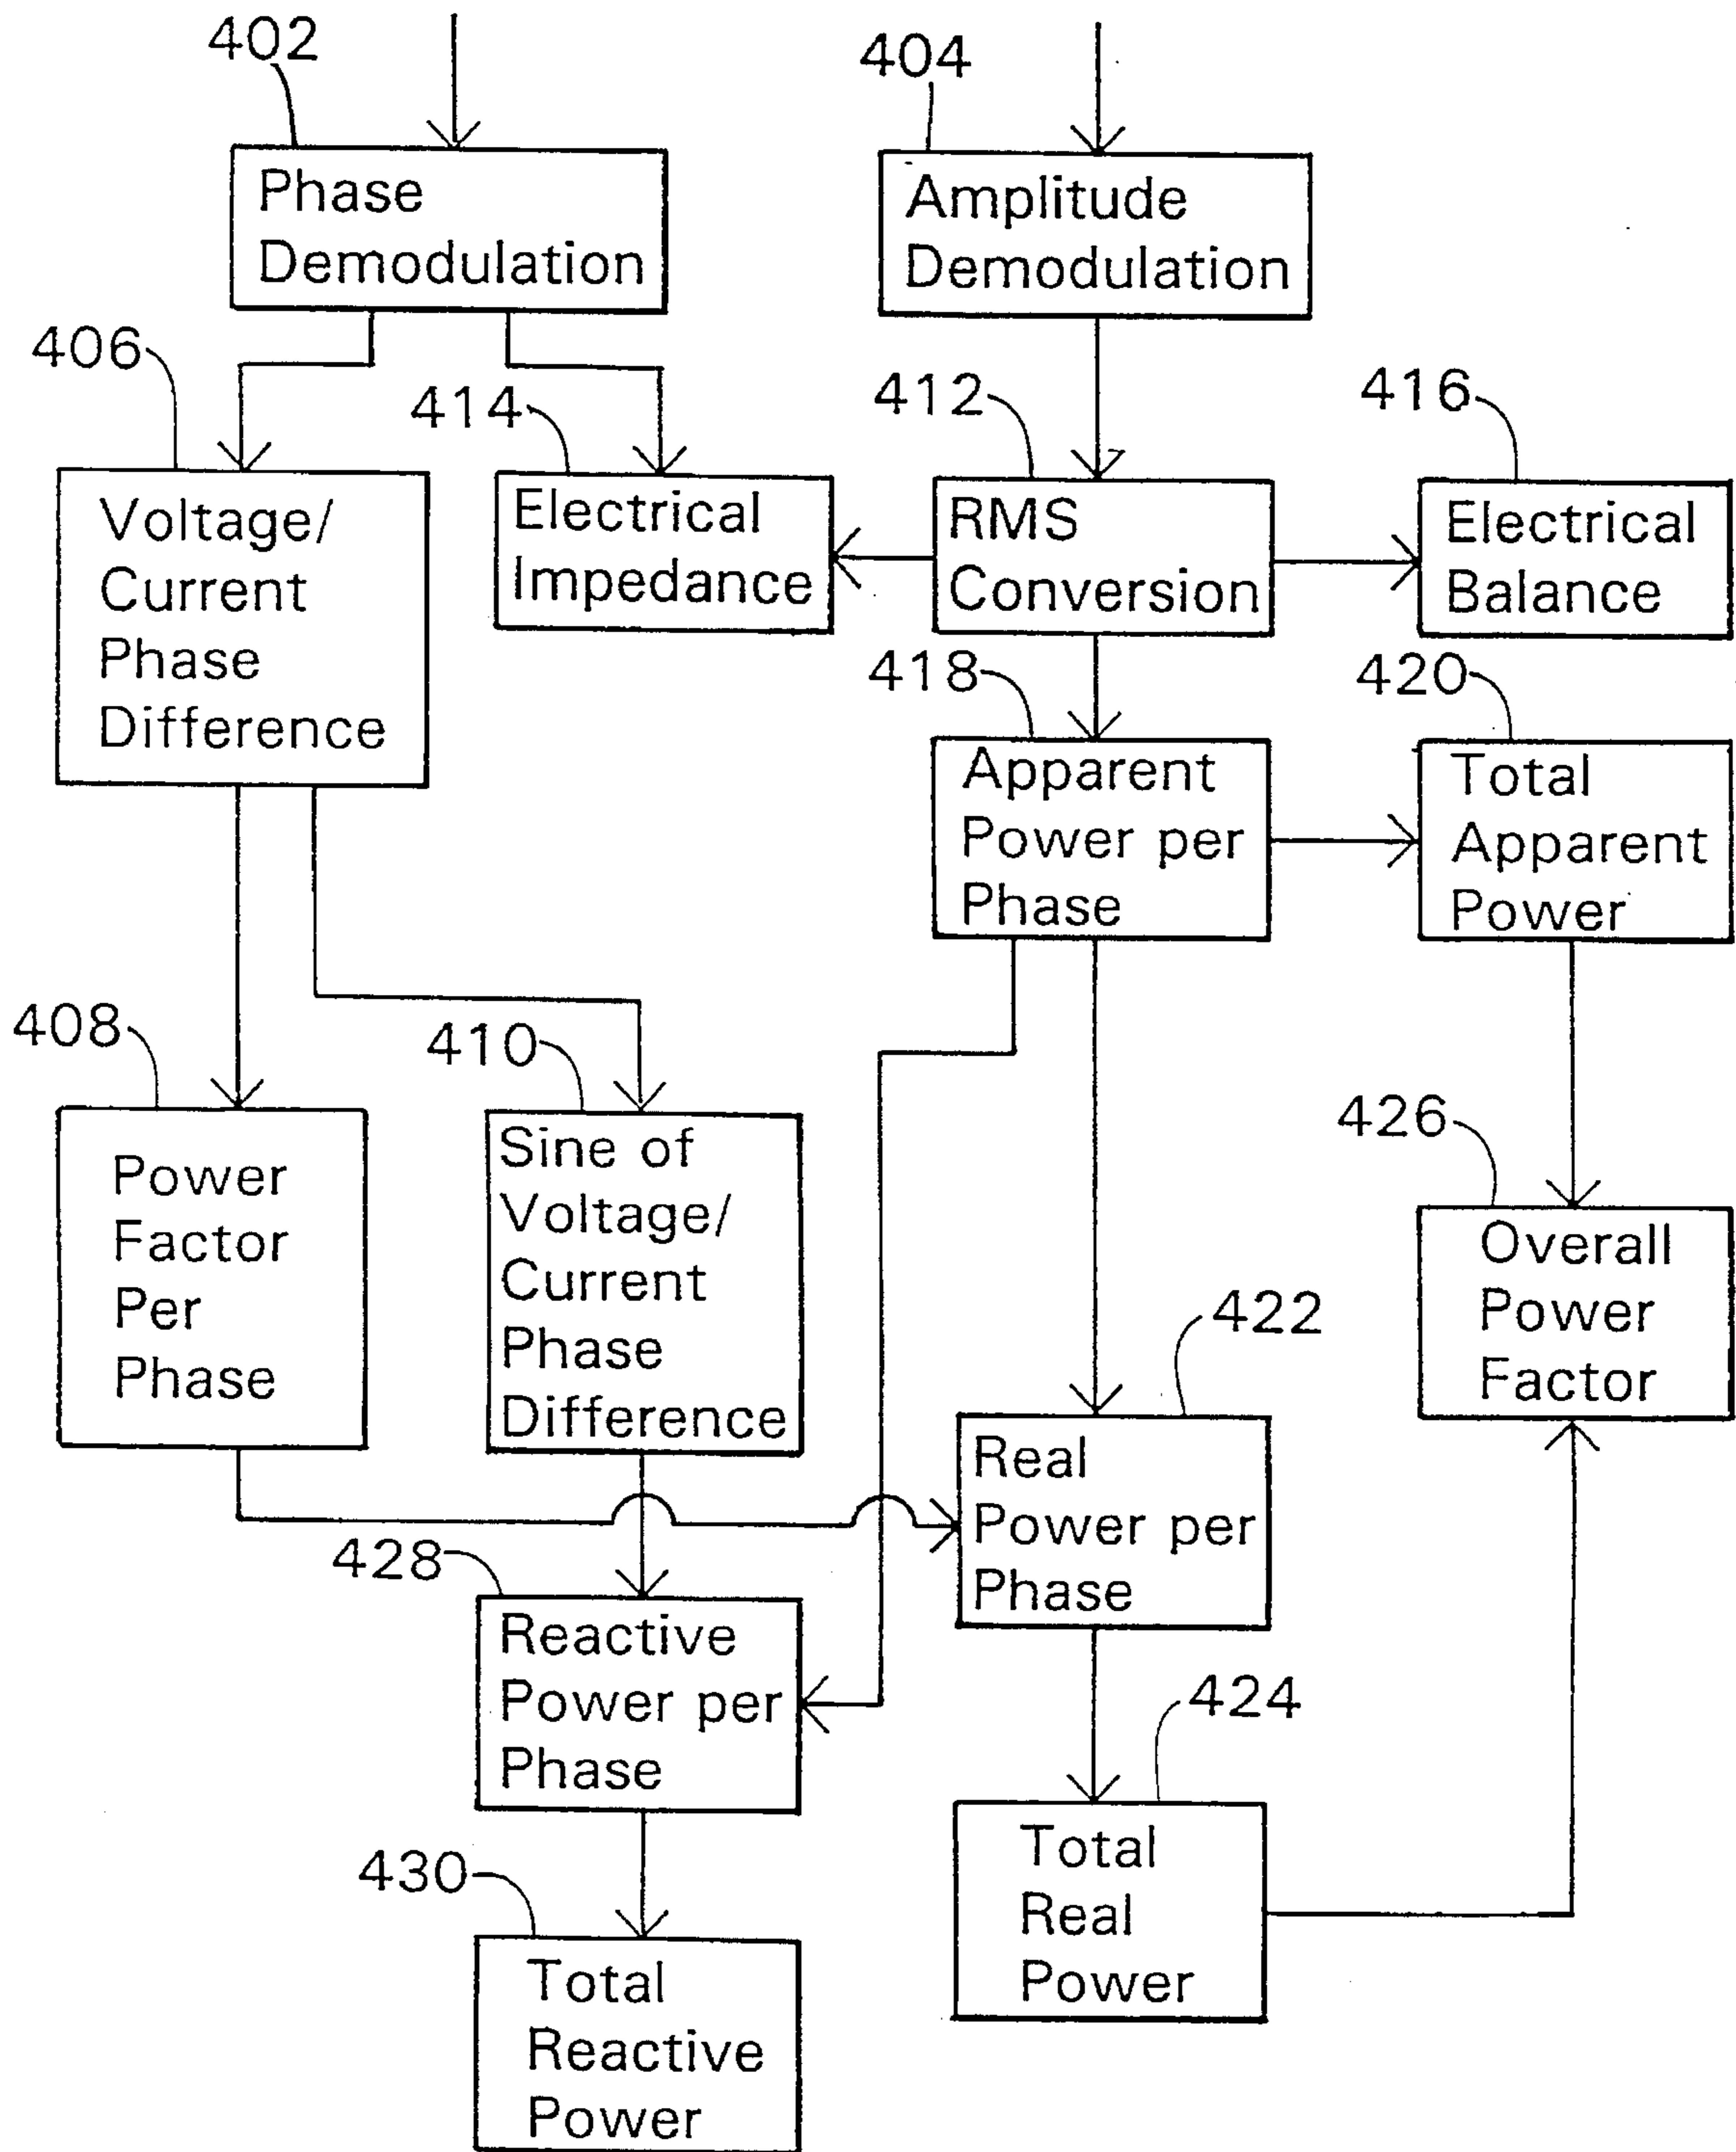 402
404
Phase
Demodulation
Amplitude
Demodulation
406
414
412
416
Voltage/
Current
Phase
Difference
Electrical
Impedance
RMS
Conversion
Electrical
Balance
418
420
Apparent
Power per
Phase
Total
Apparent
Power
408
410
426
Power
Factor
Per
Phase
Sine of
Voltage/
Current
Phase
Difference
422
Overall
Power
Factor
Real
Power per
Phase
428
Reactive
Power per
Phase
424
Total
Real
Power
430
Total
Reactive
Power